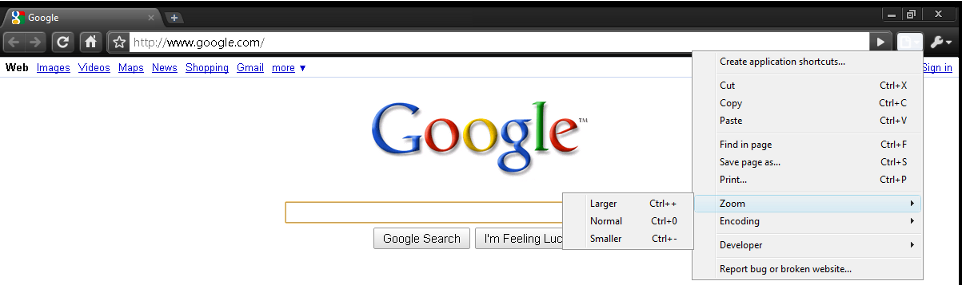 Google
http://www.google.com/
Web Images Videos Maps News Shopping Gmail more ▼ Sign in
Google™
Google Search I'm Feeling Luc
Create application shortcuts...
Cut Ctrl+X
Copy Ctrl+C
Paste Ctrl+V
Find in page Ctrl+F
Save page as... Ctrl+S
Print... Ctrl+P
Zoom
Encoding
Developer
Report bug or broken website...
Larger Ctrl++
Normal Ctrl+0
Smaller Ctrl+-